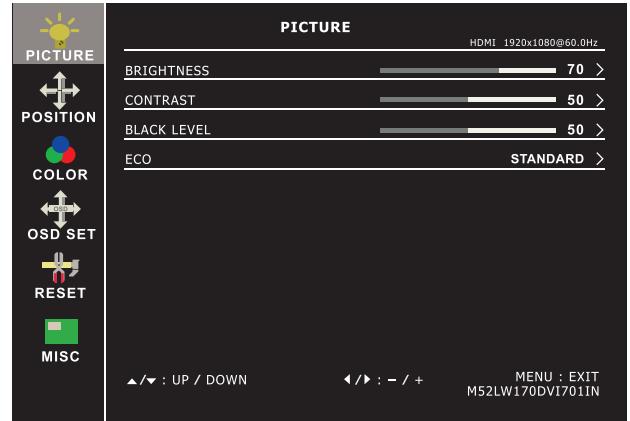 PICTURE
POSITION
COLOR
OSD
OSD SET
RESET
MISC
PICTURE
HDMI 1920x1080@60.0Hz
BRIGHTNESS 70 >
CONTRAST 50 >
BLACK LEVEL 50 >
ECO STANDARD >
▲/▼ : UP / DOWN ◀/▶ : – / + MENU : EXIT
M52LW170DVI701IN